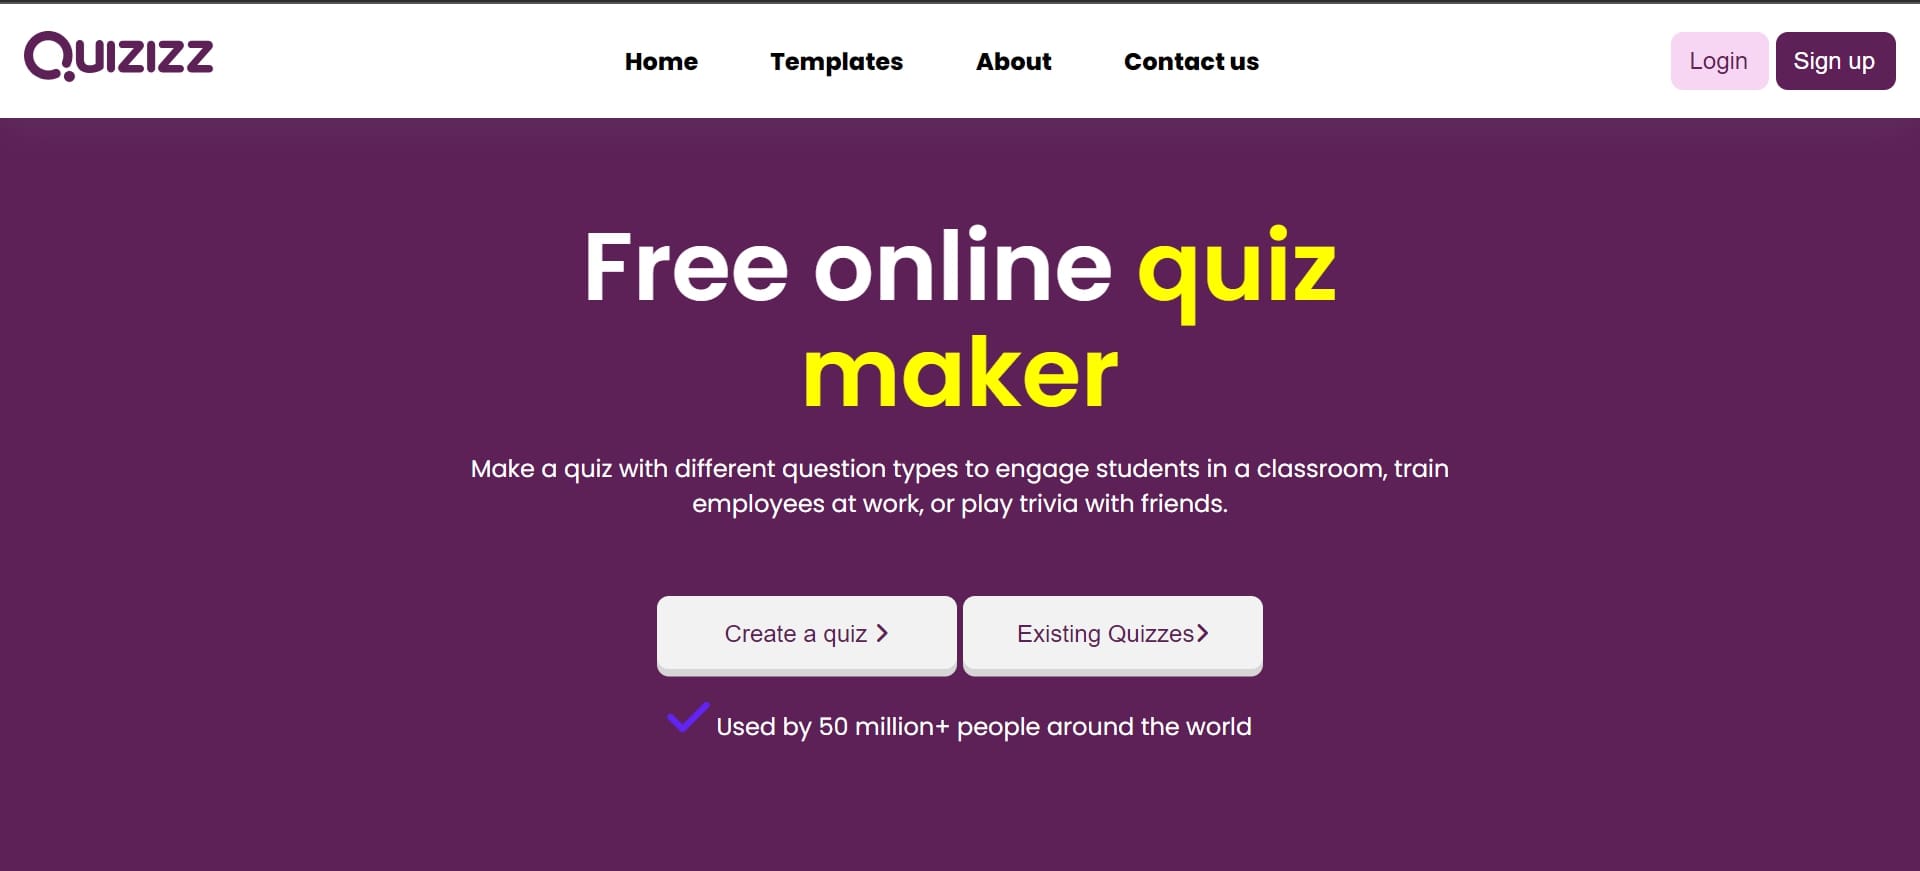 Quizizz
Home
Templates
About
Contact us
Login
Sign up
Free online quiz
maker
Make a quiz with different question types to engage students in a classroom, train
employees at work, or play trivia with friends.
Create a quiz
Existing Quizzes
Used by 50 million+ people around the world